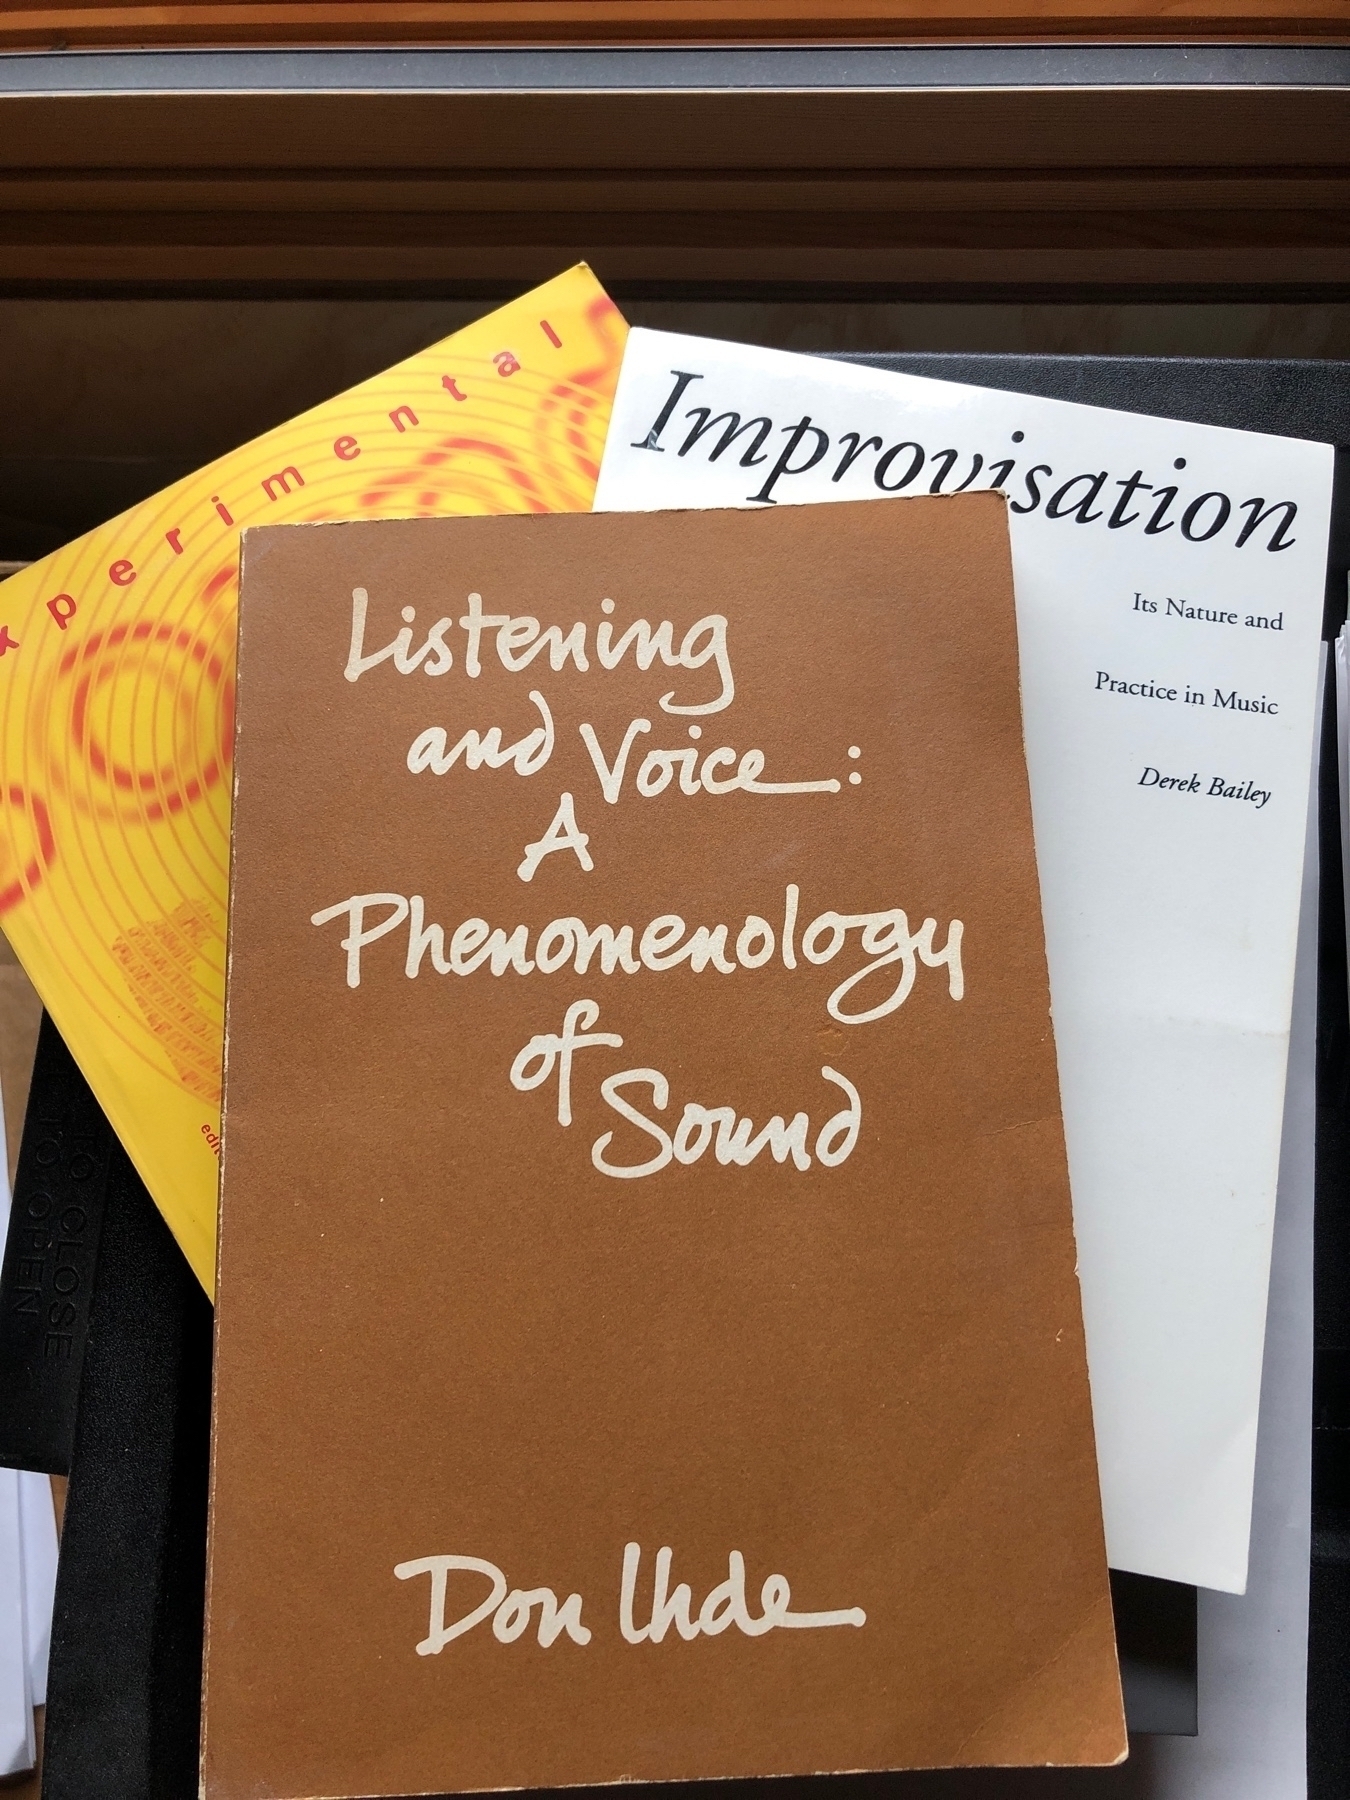 xperimental
Improvisation
Its Nature and
Practice in Music
Derek Bailey
Listening
and Voice:
A
Phenomenology
of
Sound
Don Ihde
edit
TO CLOSE
TO OPEN